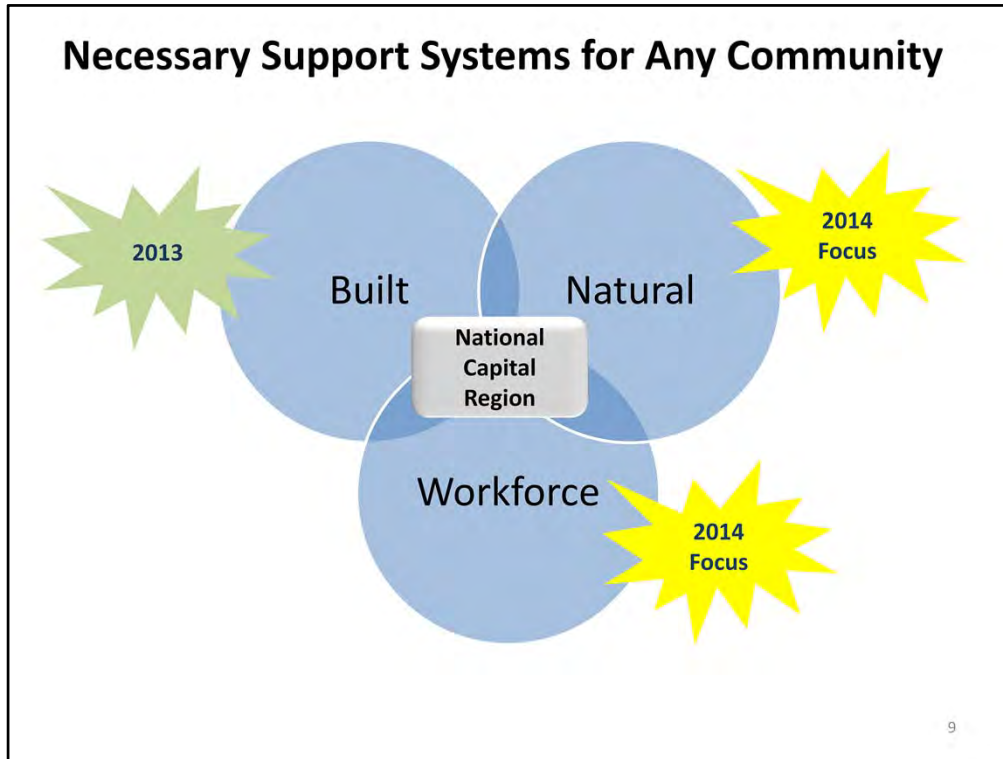 Necessary Support Systems for Any Community
2013
Built
Natural
2014
Focus
National
Capital
Region
Workforce
2014
Focus
9